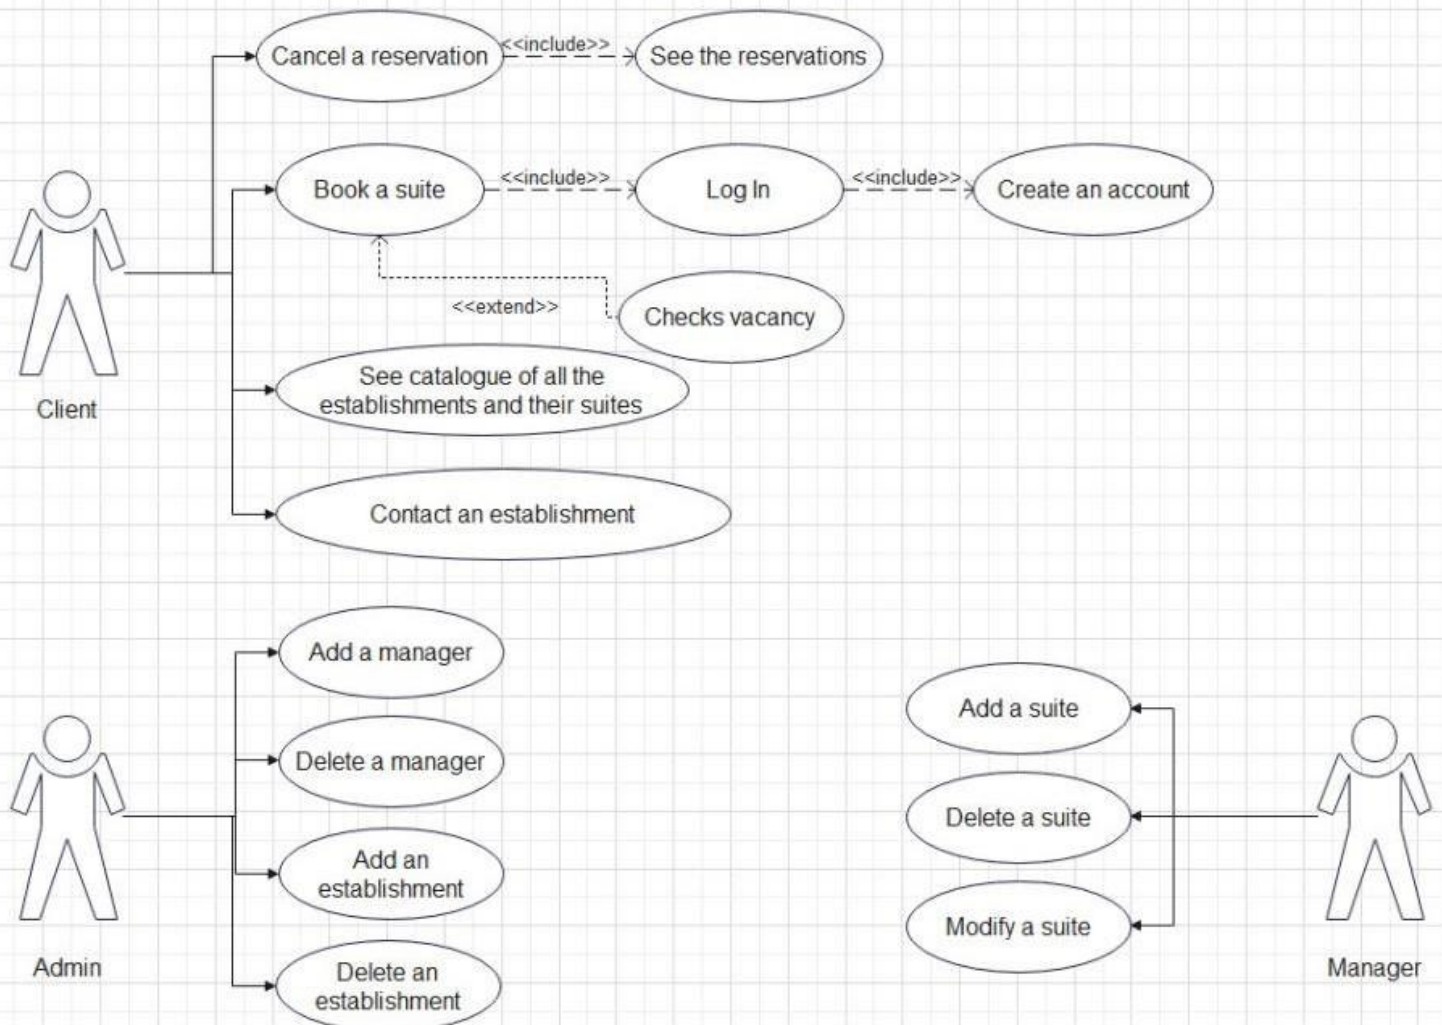 Cancel a reservation
<<include>>
See the reservations
Book a suite
<<include>>
Log In
<<include>>
Create an account
<<extend>>
Checks vacancy
See catalogue of all the
establishments and their suites
Client
Contact an establishment
Add a manager
Delete a manager
Add an
establishment
Delete an
establishment
Admin
Add a suite
Delete a suite
Modify a suite
Manager